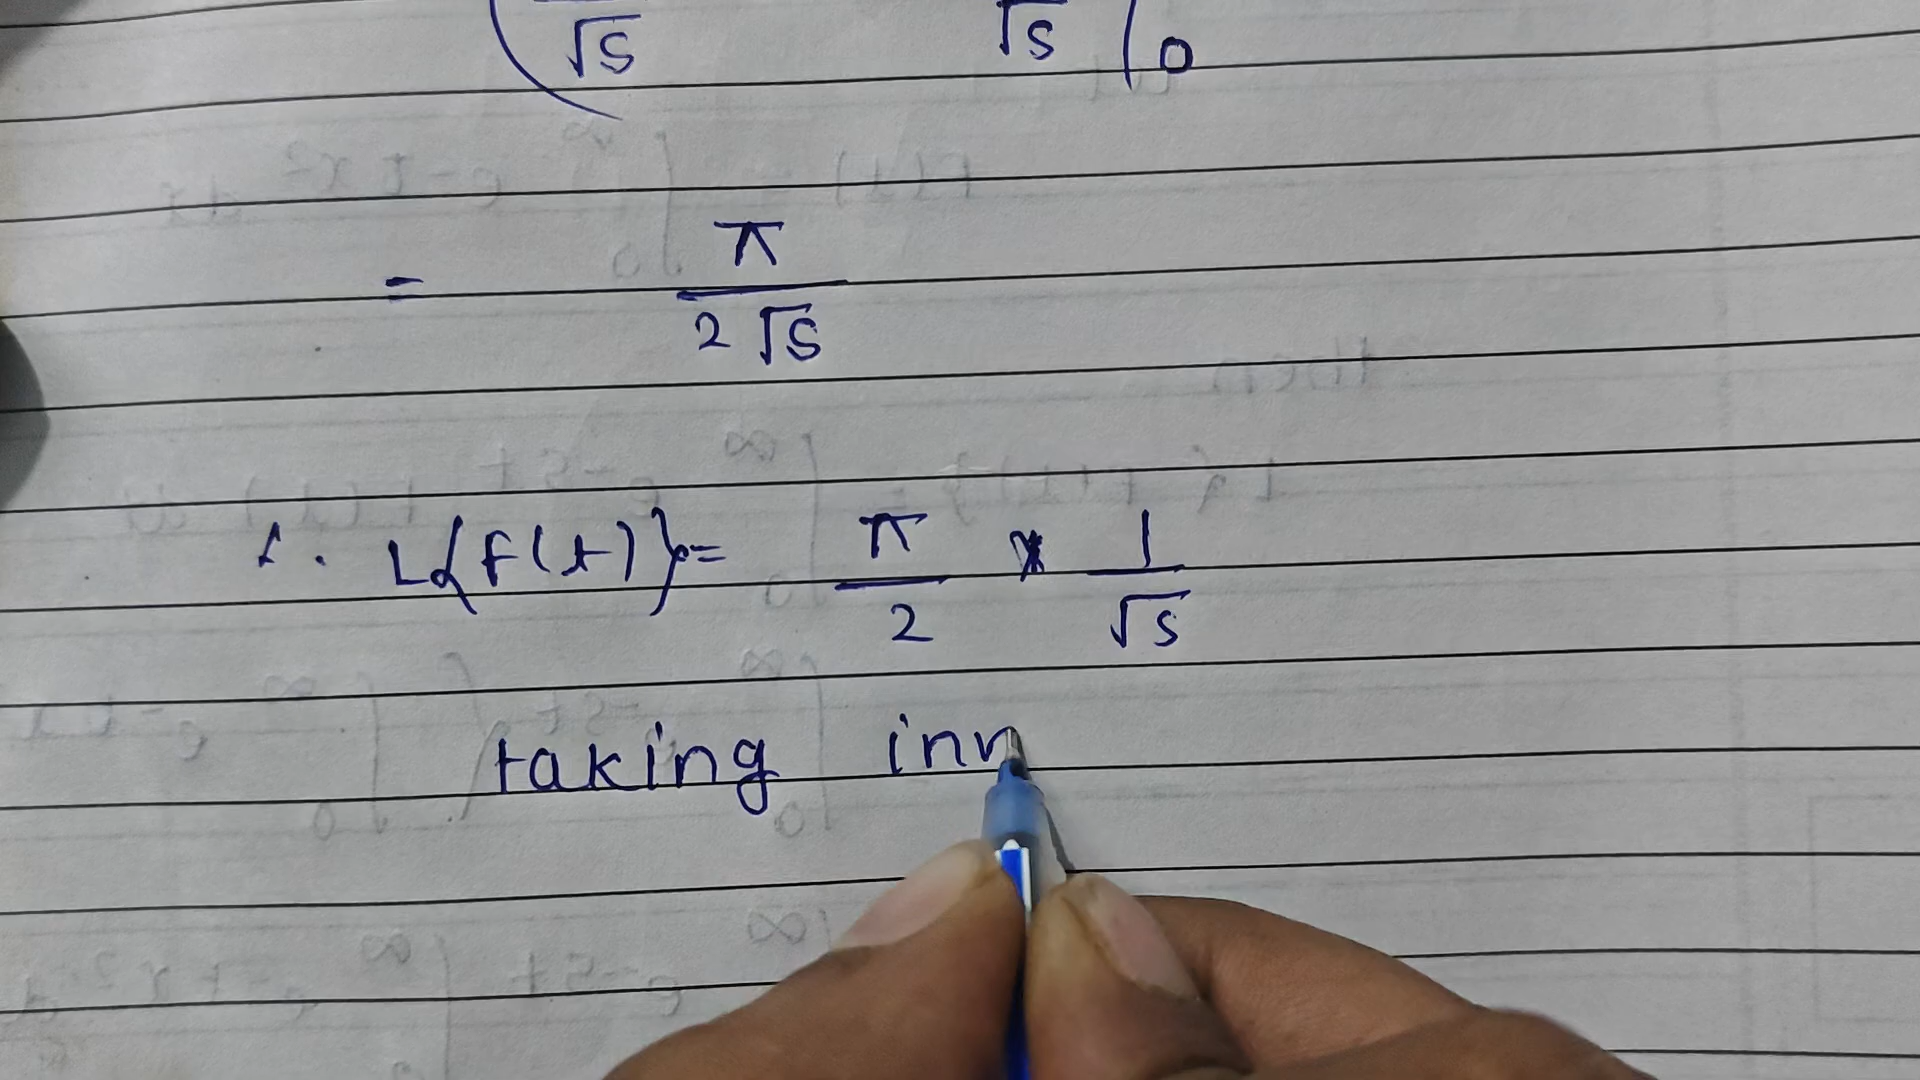 √s √s 0
= π / 2√s
∴ L{f(t)} = π/2 × 1/√s
taking inv